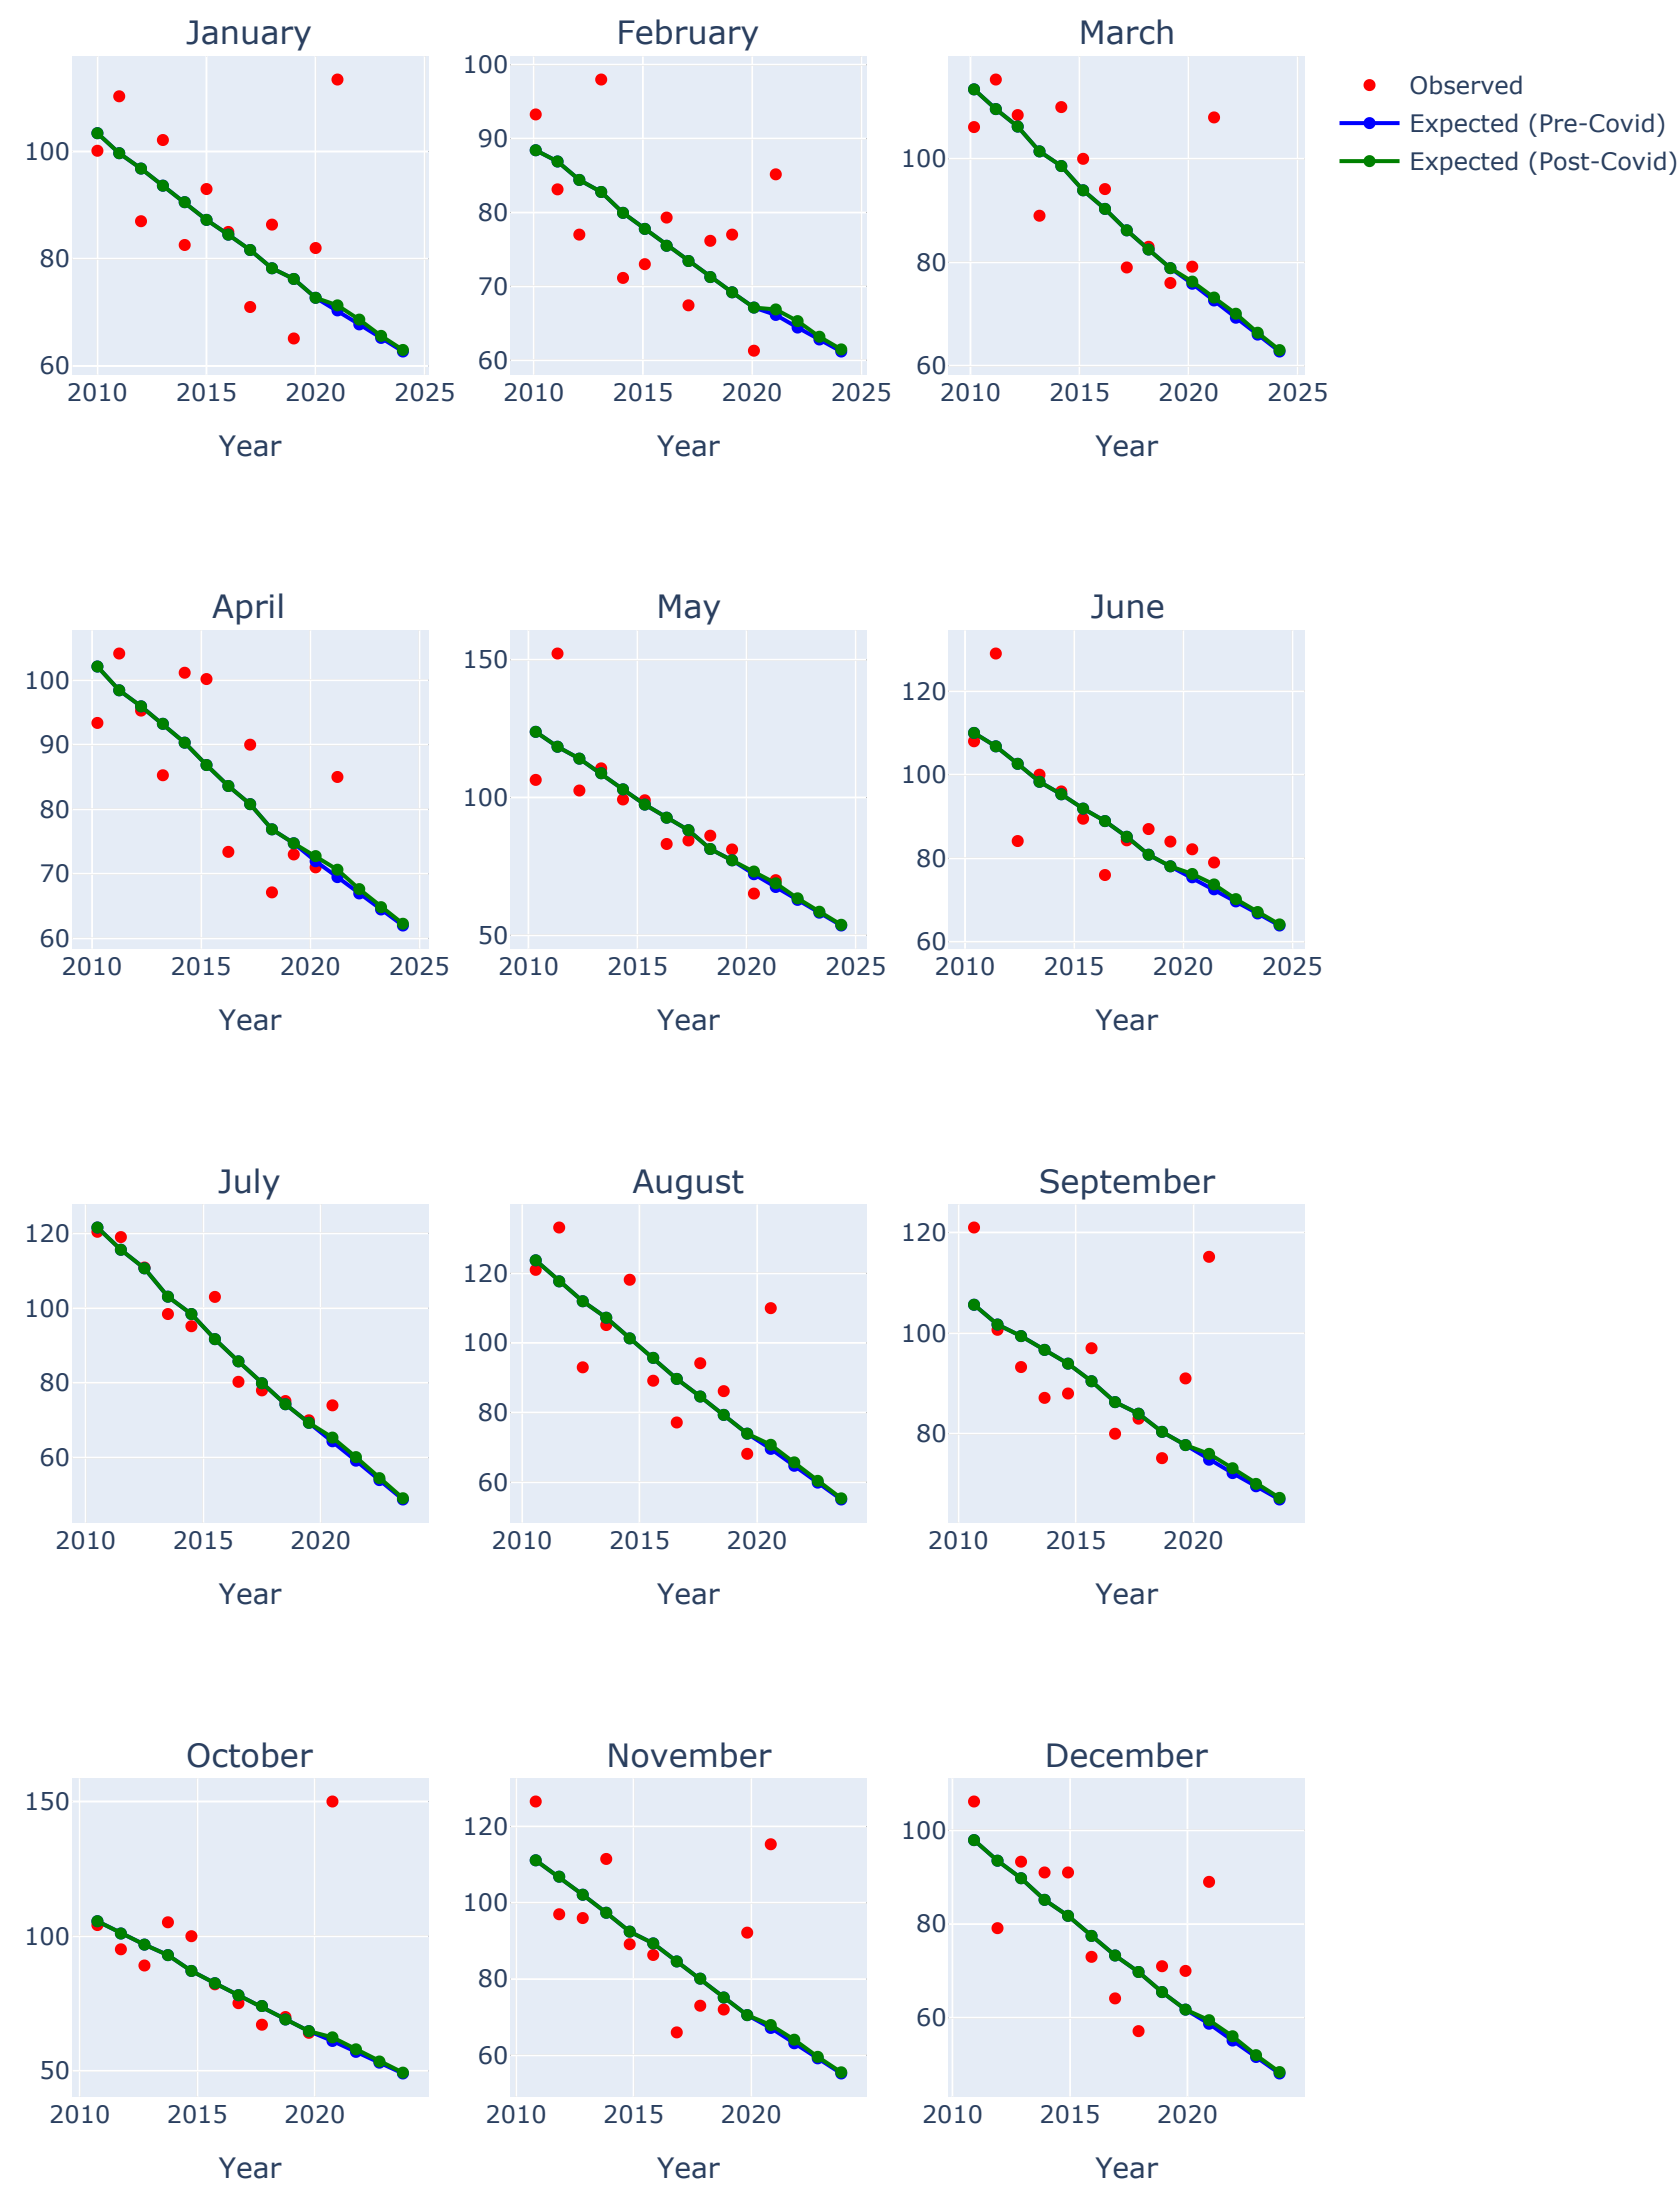 January February March
Observed
Expected (Pre-Covid)
Expected (Post-Covid)
100
80
60
2010 2015 2020 2025
Year
100
90
80
70
60
2010 2015 2020 2025
Year
100
80
60
2010 2015 2020 2025
Year
April May June
100
90
80
70
60
2010 2015 2020 2025
Year
150
100
50
2010 2015 2020 2025
Year
120
100
80
60
2010 2015 2020 2025
Year
July August September
120
100
80
60
2010 2015 2020
Year
120
100
80
60
2010 2015 2020
Year
120
100
80
2010 2015 2020
Year
October November December
150
100
50
2010 2015 2020
Year
120
100
80
60
2010 2015 2020
Year
100
80
60
2010 2015 2020
Year